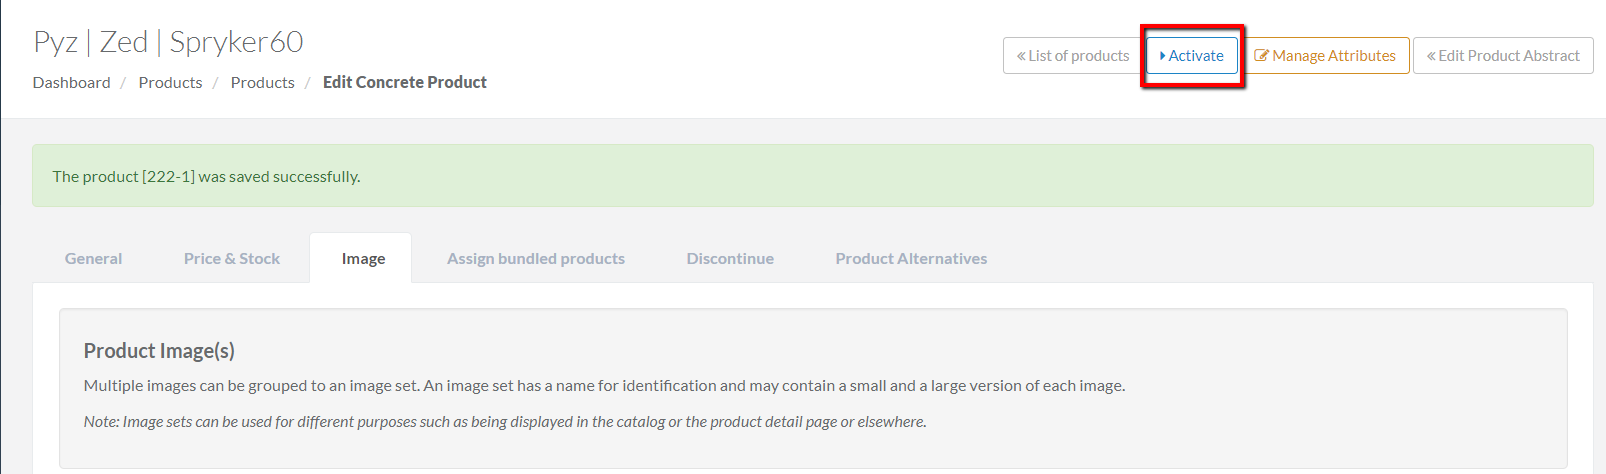 Pyz | Zed | Spryker60
Dashboard / Products / Products / Edit Concrete Product
« List of products
Activate
Manage Attributes
« Edit Product Abstract
The product [222-1] was saved successfully.
General
Price & Stock
Image
Assign bundled products
Discontinue
Product Alternatives
Product Image(s)
Multiple images can be grouped to an image set. An image set has a name for identification and may contain a small and a large version of each image.
Note: Image sets can be used for different purposes such as being displayed in the catalog or the product detail page or elsewhere.